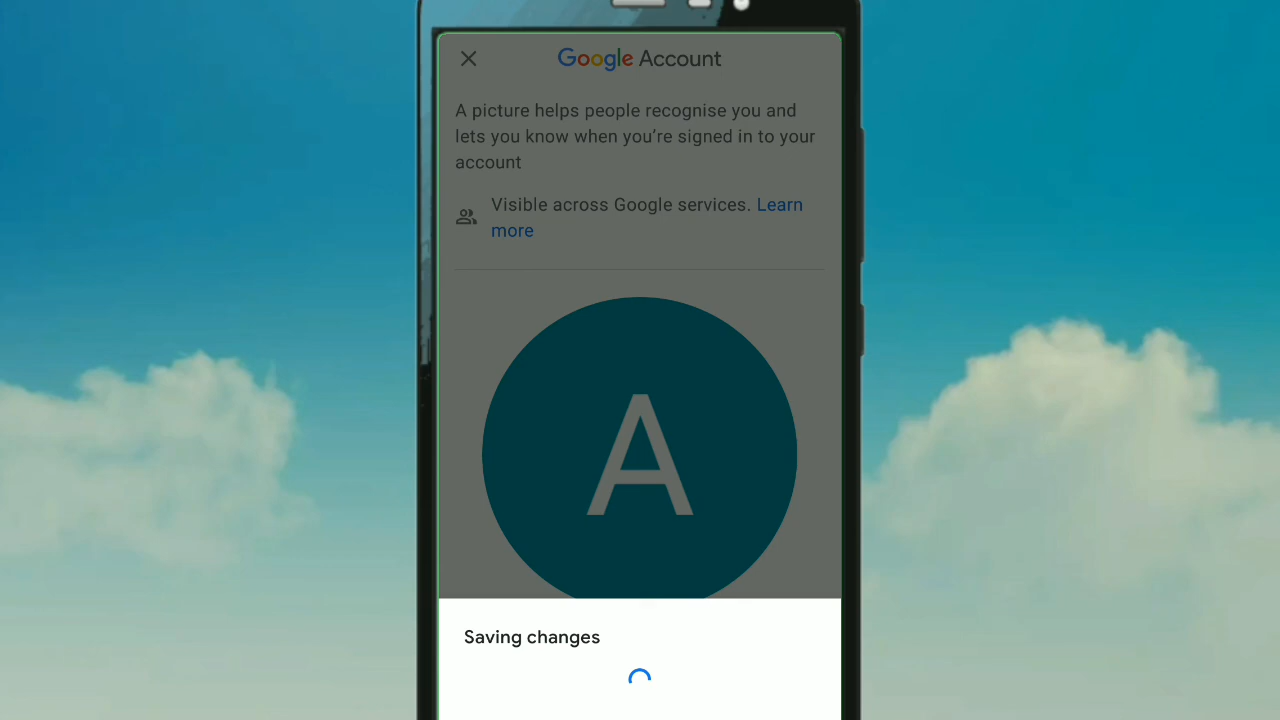 Google Account
A picture helps people recognise you and
lets you know when you’re signed in to your
account
Visible across Google services. Learn
more
A
Saving changes